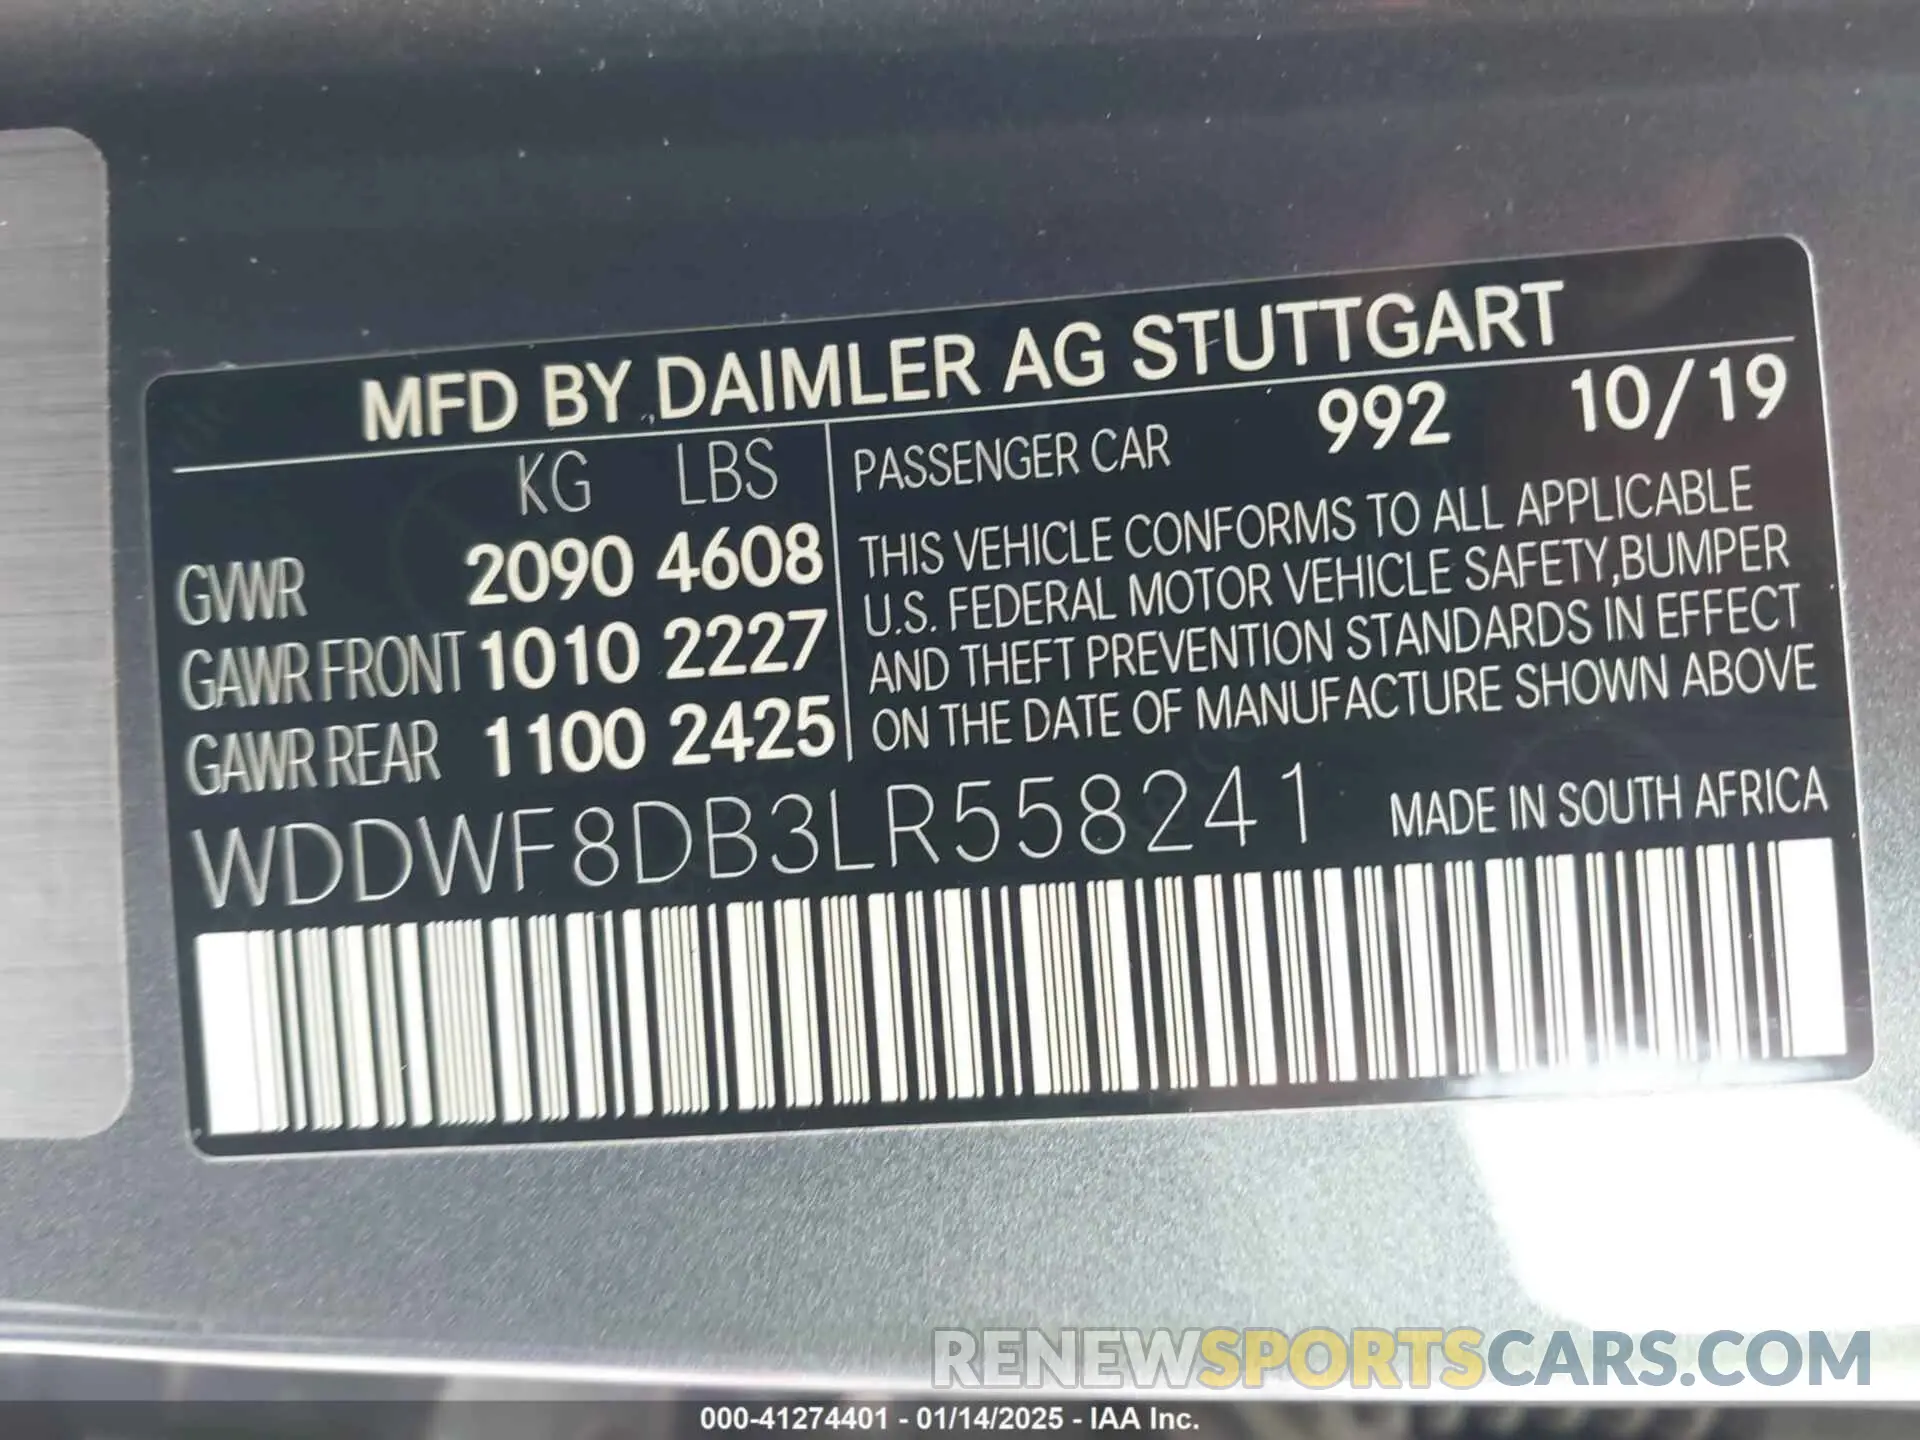 MFD BY DAIMLER AG STUTTGART
KG LBS
GVWR 2090 4608
GAWR FRONT 1010 2227
GAWR REAR 1100 2425
PASSENGER CAR 992 10/19
THIS VEHICLE CONFORMS TO ALL APPLICABLE
U.S. FEDERAL MOTOR VEHICLE SAFETY,BUMPER
AND THEFT PREVENTION STANDARDS IN EFFECT
ON THE DATE OF MANUFACTURE SHOWN ABOVE
WDDWF8DB3LR558241 MADE IN SOUTH AFRICA
RENEWSPORTSCARS.COM
000-41274401 - 01/14/2025 - IAA Inc.